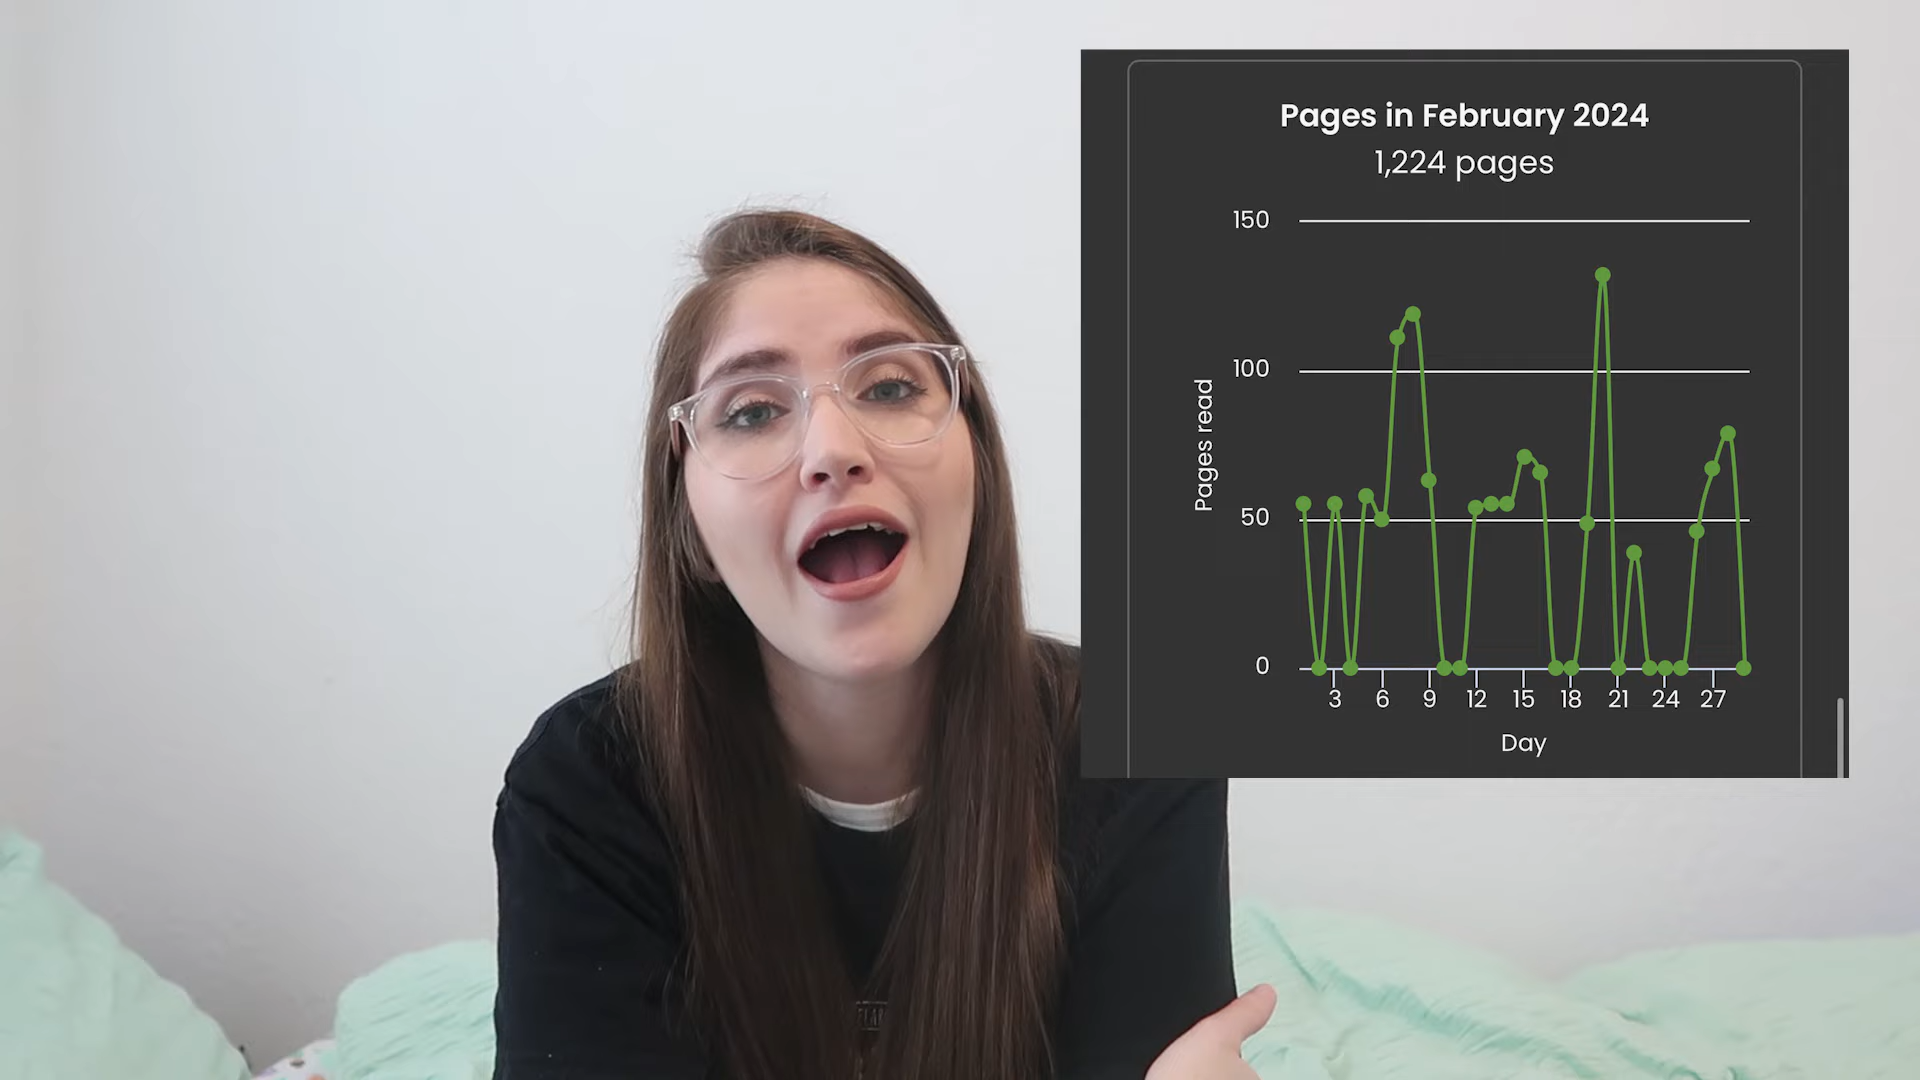 Pages in February 2024
1,224 pages
150
100
50
0
Pages read
3 6 9 12 15 18 21 24 27
Day